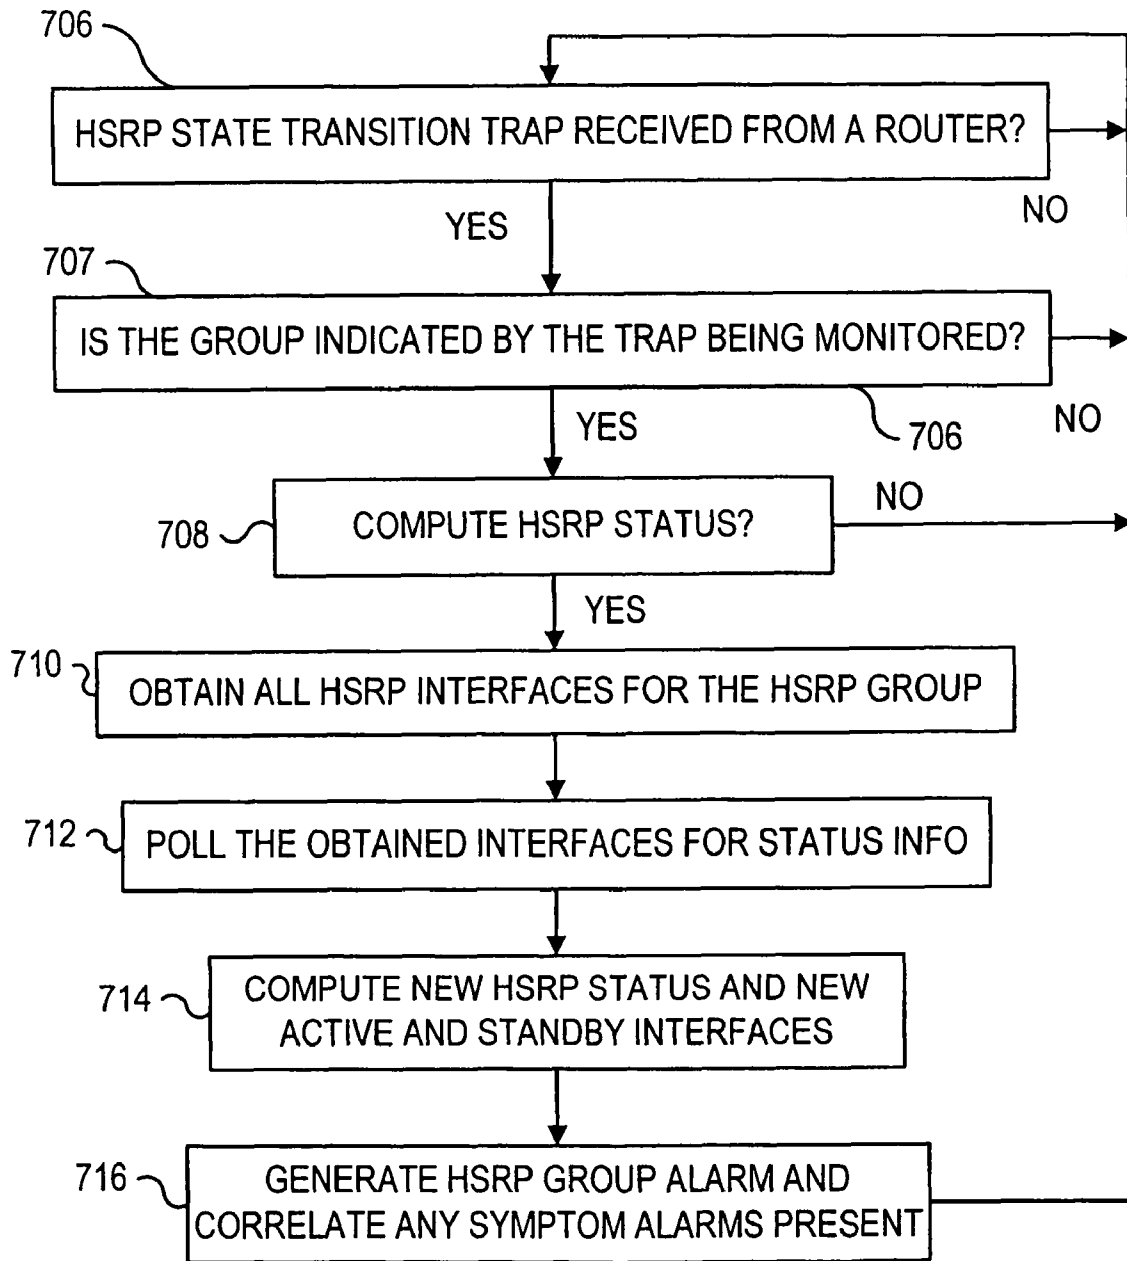 706
HSRP STATE TRANSITION TRAP RECEIVED FROM A ROUTER?
NO
YES
707
IS THE GROUP INDICATED BY THE TRAP BEING MONITORED?
NO
YES
706
NO
708
COMPUTE HSRP STATUS?
YES
710
OBTAIN ALL HSRP INTERFACES FOR THE HSRP GROUP
712
POLL THE OBTAINED INTERFACES FOR STATUS INFO
714
COMPUTE NEW HSRP STATUS AND NEW
ACTIVE AND STANDBY INTERFACES
716
GENERATE HSRP GROUP ALARM AND
CORRELATE ANY SYMPTOM ALARMS PRESENT